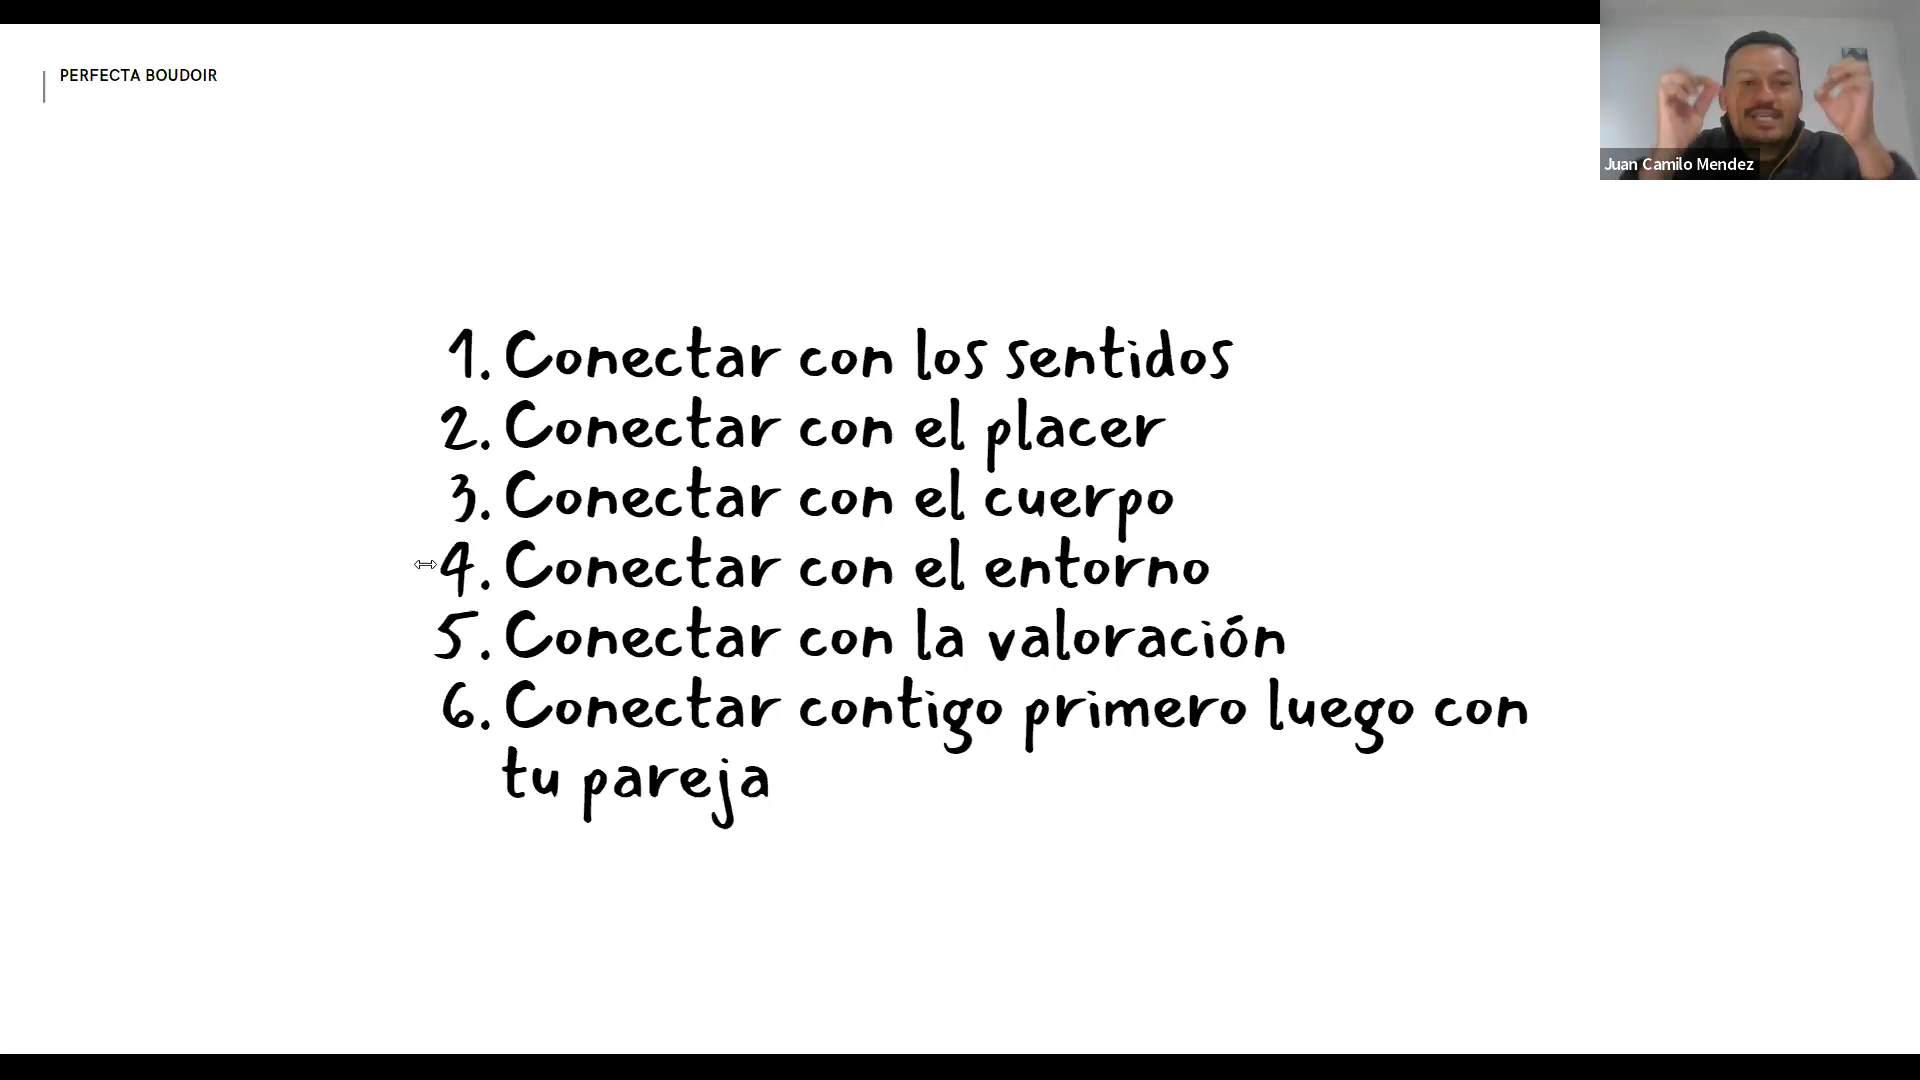 PERFECTA BOUDOIR
Juan Camilo Mendez
1. Conectar con los sentidos
2. Conectar con el placer
3. Conectar con el cuerpo
4. Conectar con el entorno
5. Conectar con la valoración
6. Conectar contigo primero luego con
tu pareja